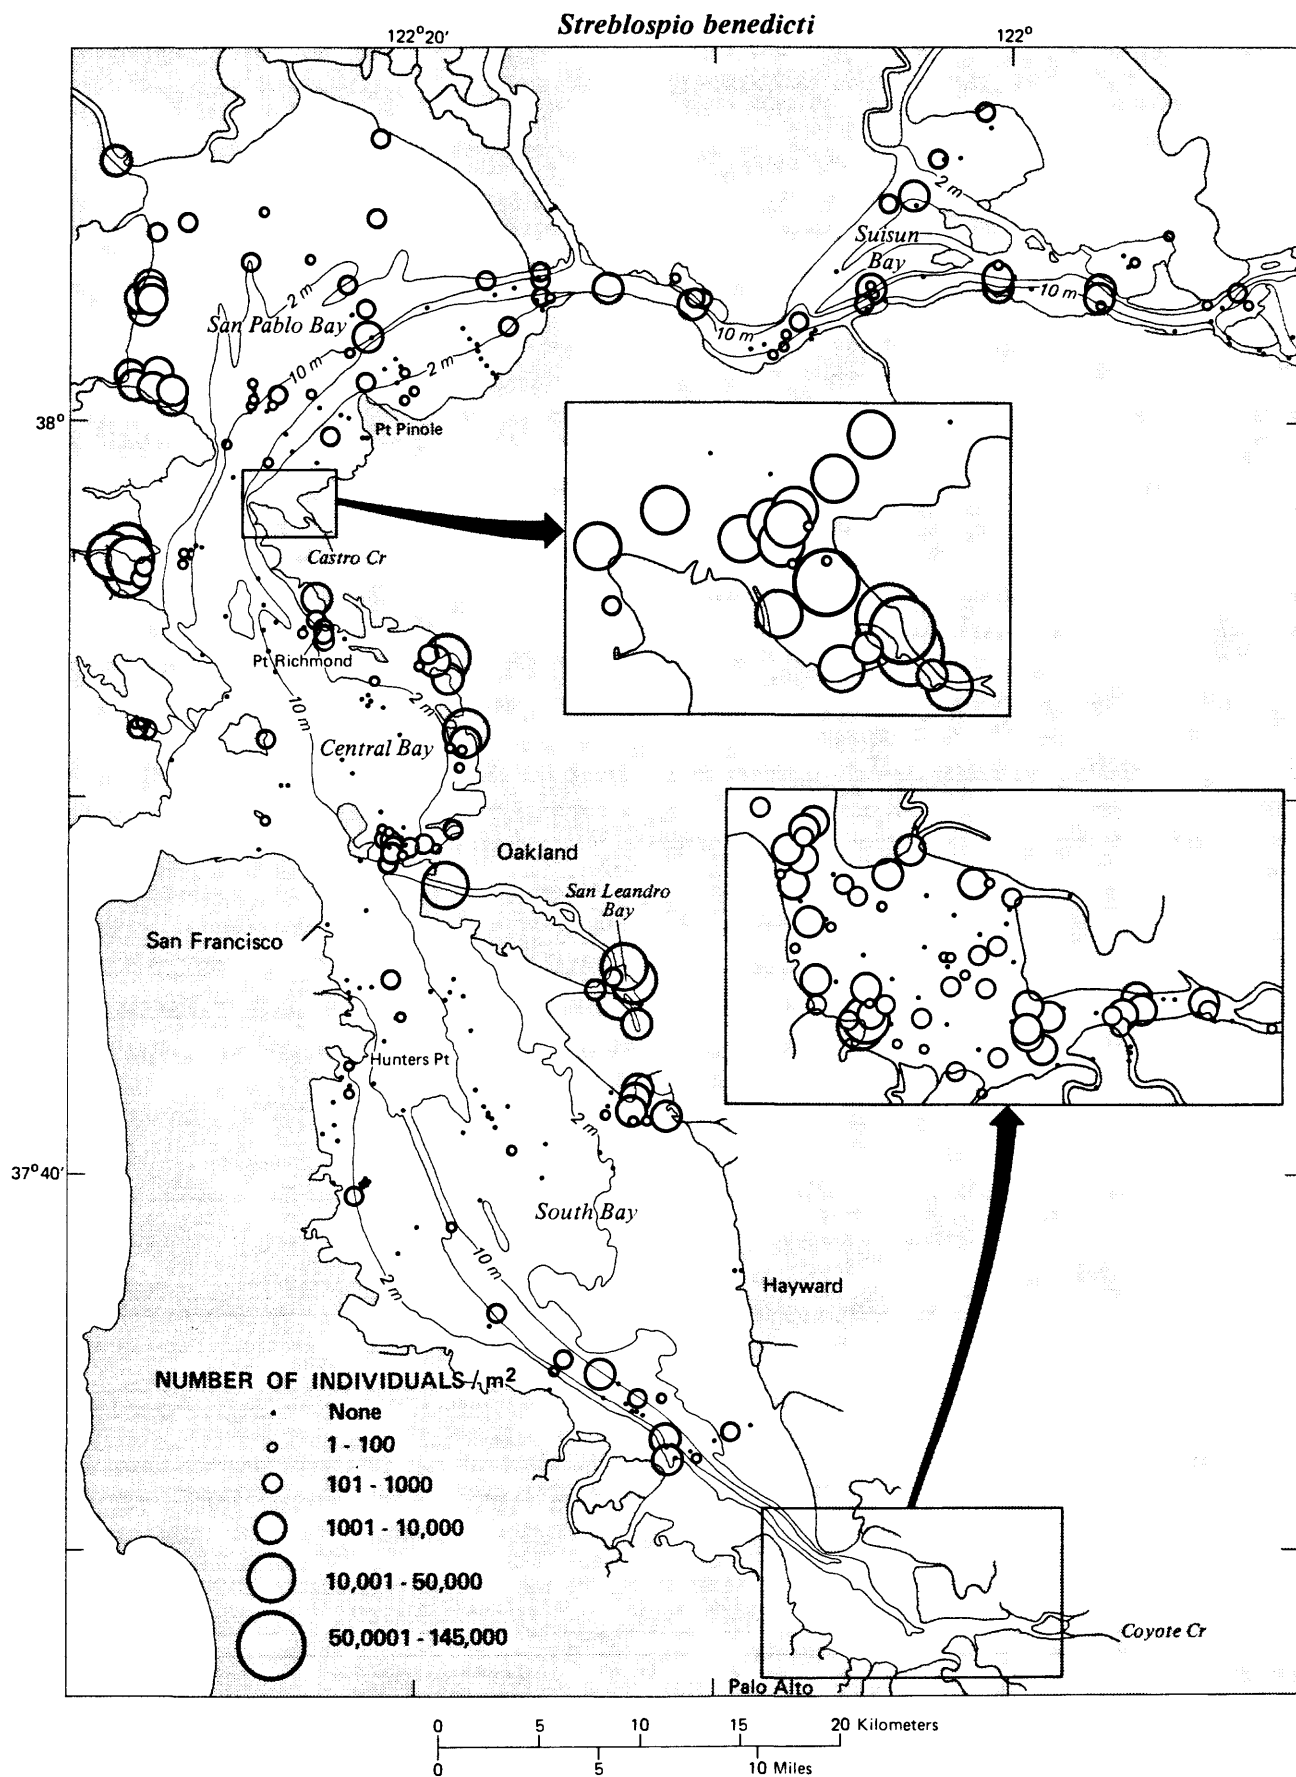 Streblospio benedicti
122°20'
122°
2 m
Suisun
Bay
2 m
San Pablo Bay
10 m
10 m
10 m
2 m
38°
Pt Pinole
Castro Cr
Pt Richmond
10 m
2 m
Central Bay
Oakland
San Leandro
Bay
San Francisco
Hunters Pt
2 m
37°40'
South Bay
10 m
Hayward
2 m
NUMBER OF INDIVIDUALS / m²
None
1 - 100
101 - 1000
1001 - 10,000
10,001 - 50,000
50,0001 - 145,000
Coyote Cr
Palo Alto
0 5 10 15 20 Kilometers
0 5 10 Miles